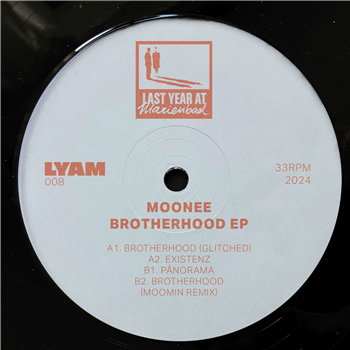 LAST YEAR AT
Marienbad
LYAM
008
33RPM
2024
MOONEE
BROTHERHOOD EP
A1. BROTHERHOOD (GLITCHED)
A2. EXISTENZ
B1. PÂNORAMA
B2. BROTHERHOOD
(MOOMIN REMIX)